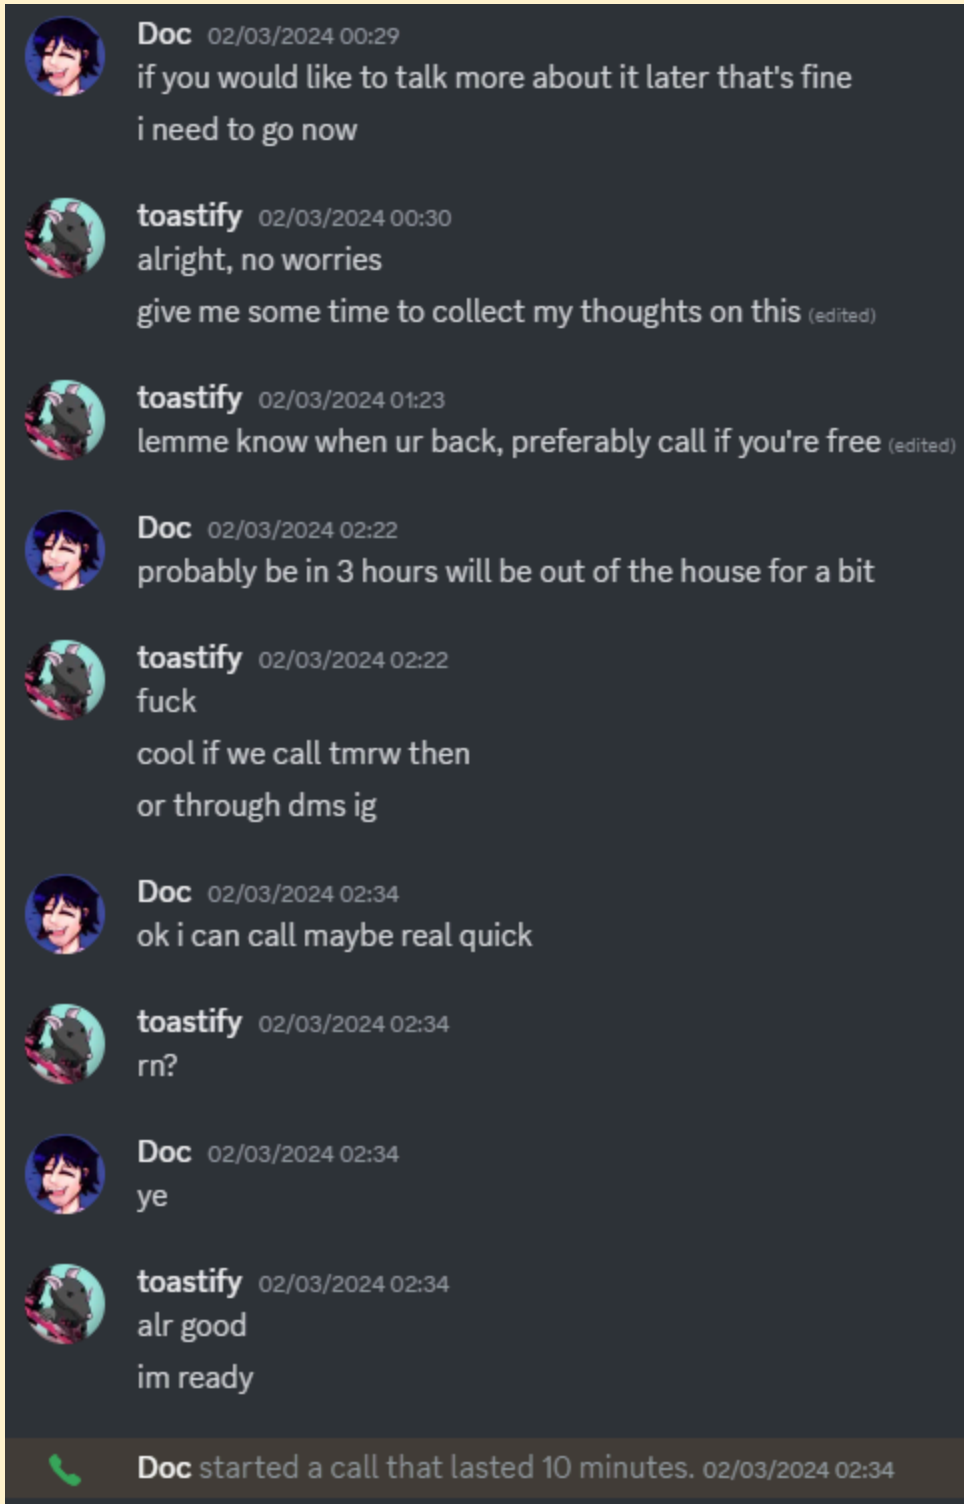 Doc 02/03/2024 00:29
if you would like to talk more about it later that's fine
i need to go now
toastify 02/03/2024 00:30
alright, no worries
give me some time to collect my thoughts on this (edited)
toastify 02/03/2024 01:23
lemme know when ur back, preferably call if you're free (edited)
Doc 02/03/2024 02:22
probably be in 3 hours will be out of the house for a bit
toastify 02/03/2024 02:22
fuck
cool if we call tmrw then
or through dms ig
Doc 02/03/2024 02:34
ok i can call maybe real quick
toastify 02/03/2024 02:34
rn?
Doc 02/03/2024 02:34
ye
toastify 02/03/2024 02:34
alr good
im ready
Doc started a call that lasted 10 minutes. 02/03/2024 02:34